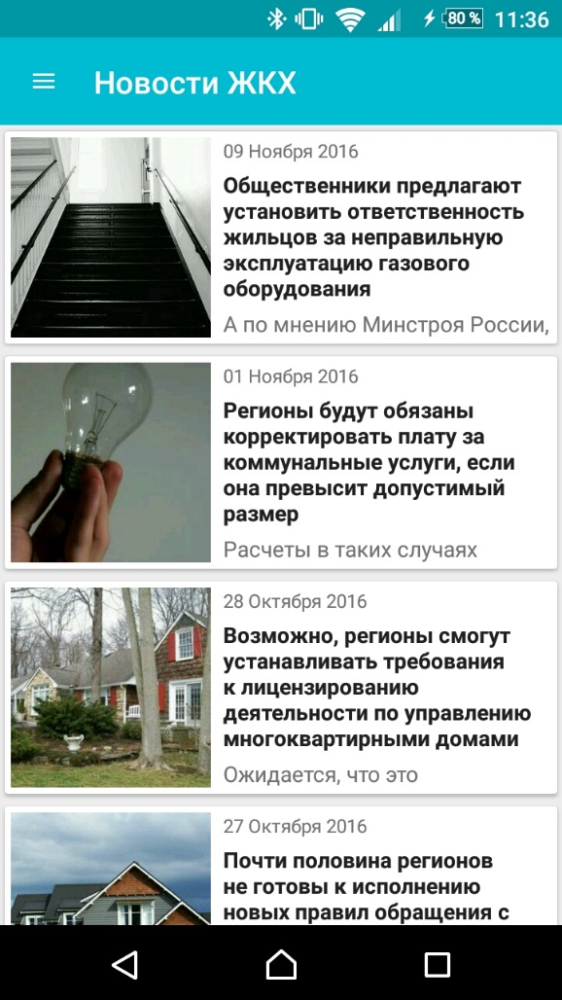 80 % 11:36
Новости ЖКХ
09 Ноября 2016
Общественники предлагают
установить ответственность
жильцов за неправильную
эксплуатацию газового
оборудования
А по мнению Минстроя России,
01 Ноября 2016
Регионы будут обязаны
корректировать плату за
коммунальные услуги, если
она превысит допустимый
размер
Расчеты в таких случаях
28 Октября 2016
Возможно, регионы смогут
устанавливать требования
к лицензированию
деятельности по управлению
многоквартирными домами
Ожидается, что это
27 Октября 2016
Почти половина регионов
не готовы к исполнению
новых правил обращения с